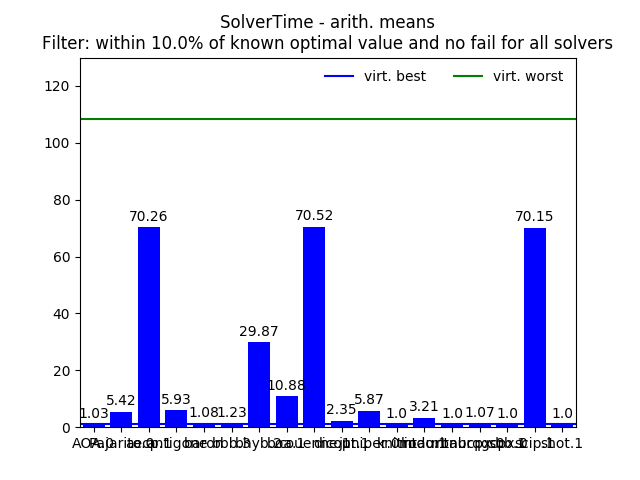 SolverTime - arith. means
Filter: within 10.0% of known optimal value and no fail for all solvers
virt. best virt. worst
120
100
80
60
40
20
0
1.03 5.42 70.26 5.93 1.08 1.23 29.87 10.88 70.52 2.35 5.87 1.0 3.21 1.0 1.07 1.0 70.15 1.0